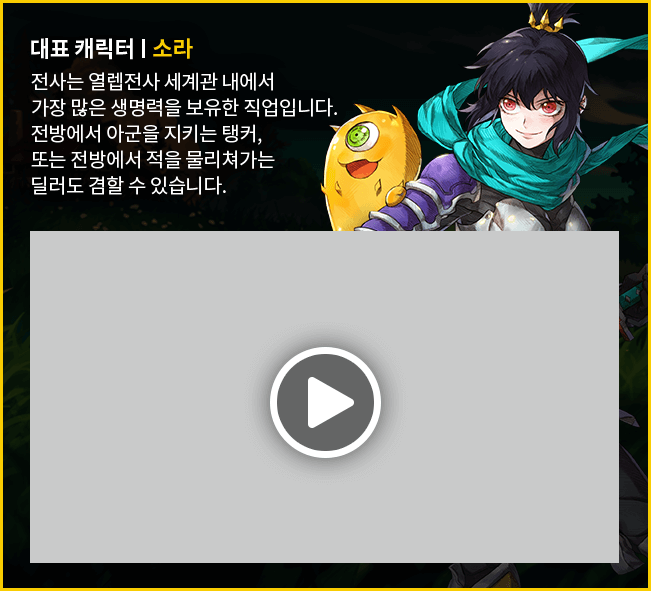 대표 캐릭터 | 소라
전사는 열렙전사 세계관 내에서
가장 많은 생명력을 보유한 직업입니다.
전방에서 아군을 지키는 탱커,
또는 전방에서 적을 물리쳐가는
딜러도 겸할 수 있습니다.